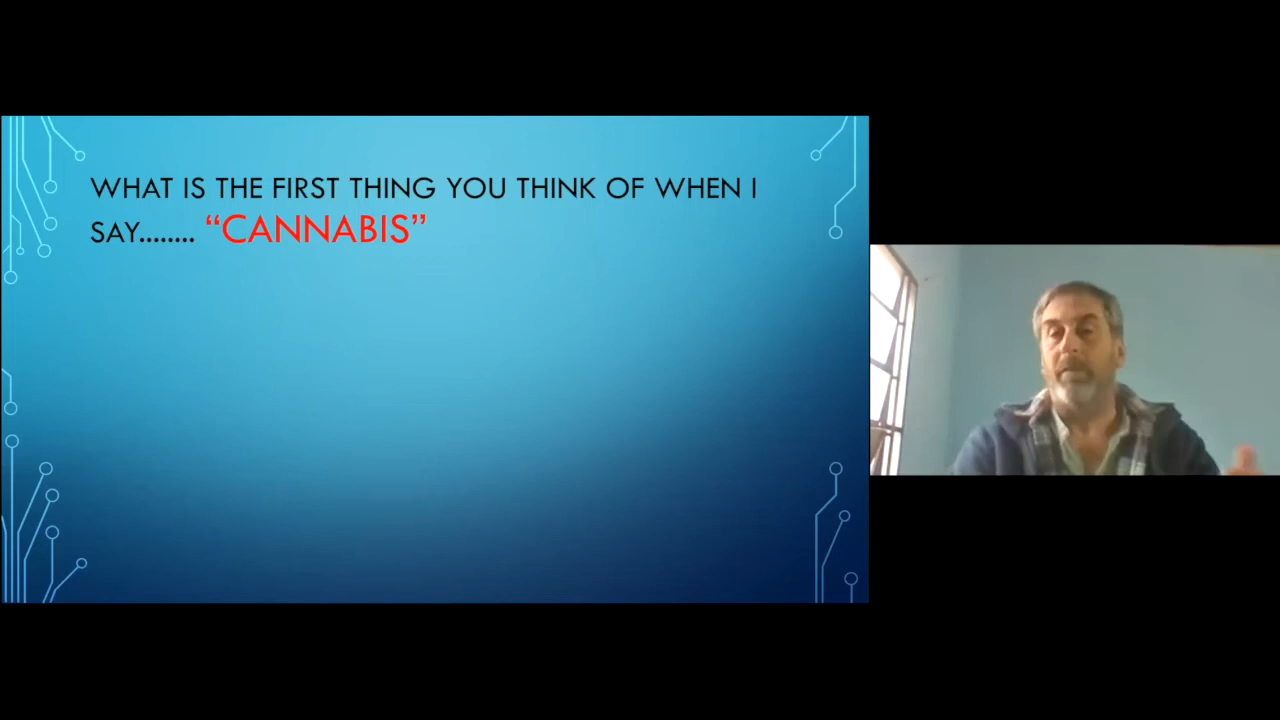 WHAT IS THE FIRST THING YOU THINK OF WHEN I
SAY........ “CANNABIS”